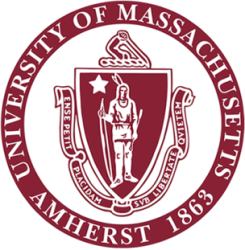 UNIVERSITY OF MASSACHUSETTS
AMHERST 1863
ENSE PETIT
PLACIDAM
SVB LIBERTATE QVIETEM